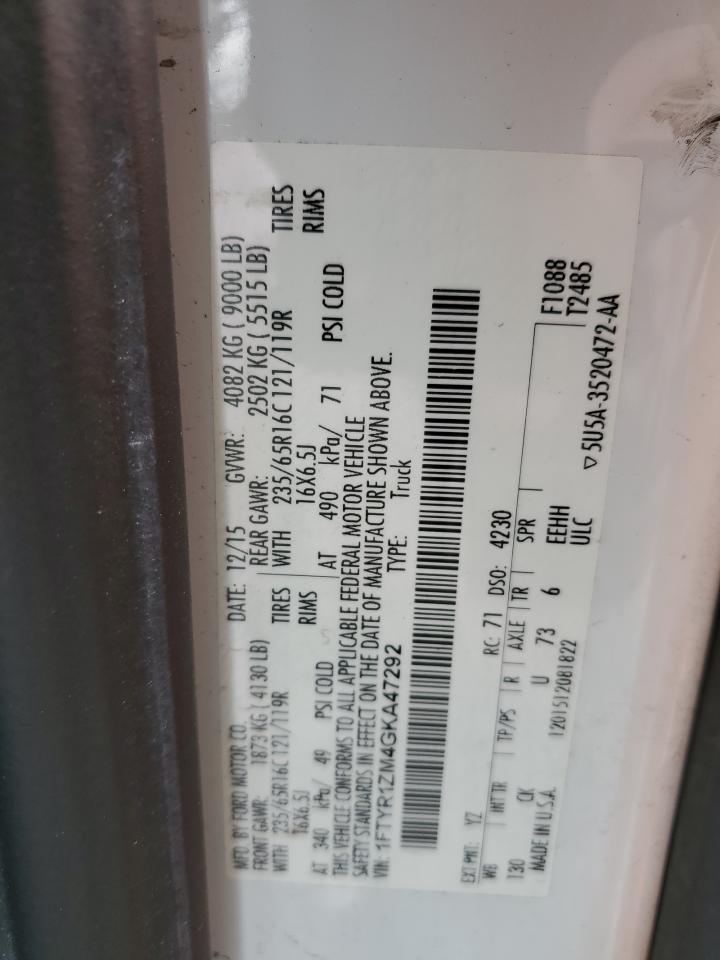 MFD. BY FORD MOTOR CO. DATE: 12/15 GVWR: 4082 KG ( 9000 LB)
FRONT GAWR: 1873 KG ( 4130 LB) REAR GAWR: 2502 KG ( 5515 LB)
WITH 235/65R16C 121/119R TIRES WITH 235/65R16C 121/119R TIRES
16X6.5J RIMS 16X6.5J RIMS
AT 340 kPa/ 49 PSI COLD AT 490 kPa/ 71 PSI COLD
THIS VEHICLE CONFORMS TO ALL APPLICABLE FEDERAL MOTOR VEHICLE
SAFETY STANDARDS IN EFFECT ON THE DATE OF MANUFACTURE SHOWN ABOVE.
VIN: 1FTYR1ZM4GKA47292 TYPE: Truck
EXT PNT: YZ RC: 71 DSO: 4230
WB INT TR TP/PS R AXLE TR SPR F1088
130 CK U 73 6 EEHH T2485
MADE IN U.S.A. 1201512081822 ULC
▽5U5A-3520472-AA